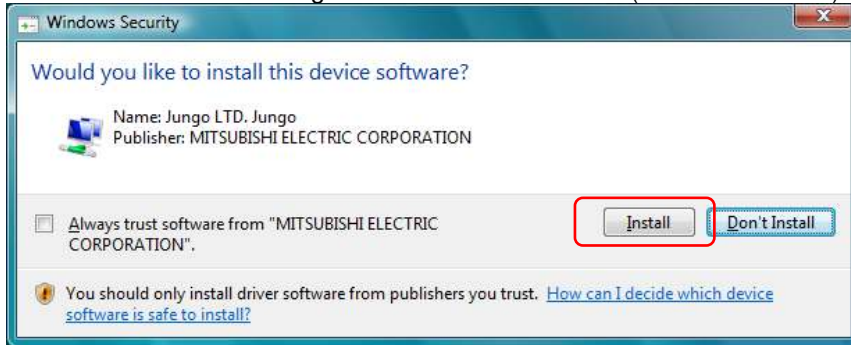 Windows Security
Would you like to install this device software?
Name: Jungo LTD. Jungo
Publisher: MITSUBISHI ELECTRIC CORPORATION
Always trust software from "MITSUBISHI ELECTRIC
CORPORATION".
Install
Don't Install
You should only install driver software from publishers you trust. How can I decide which device
software is safe to install?